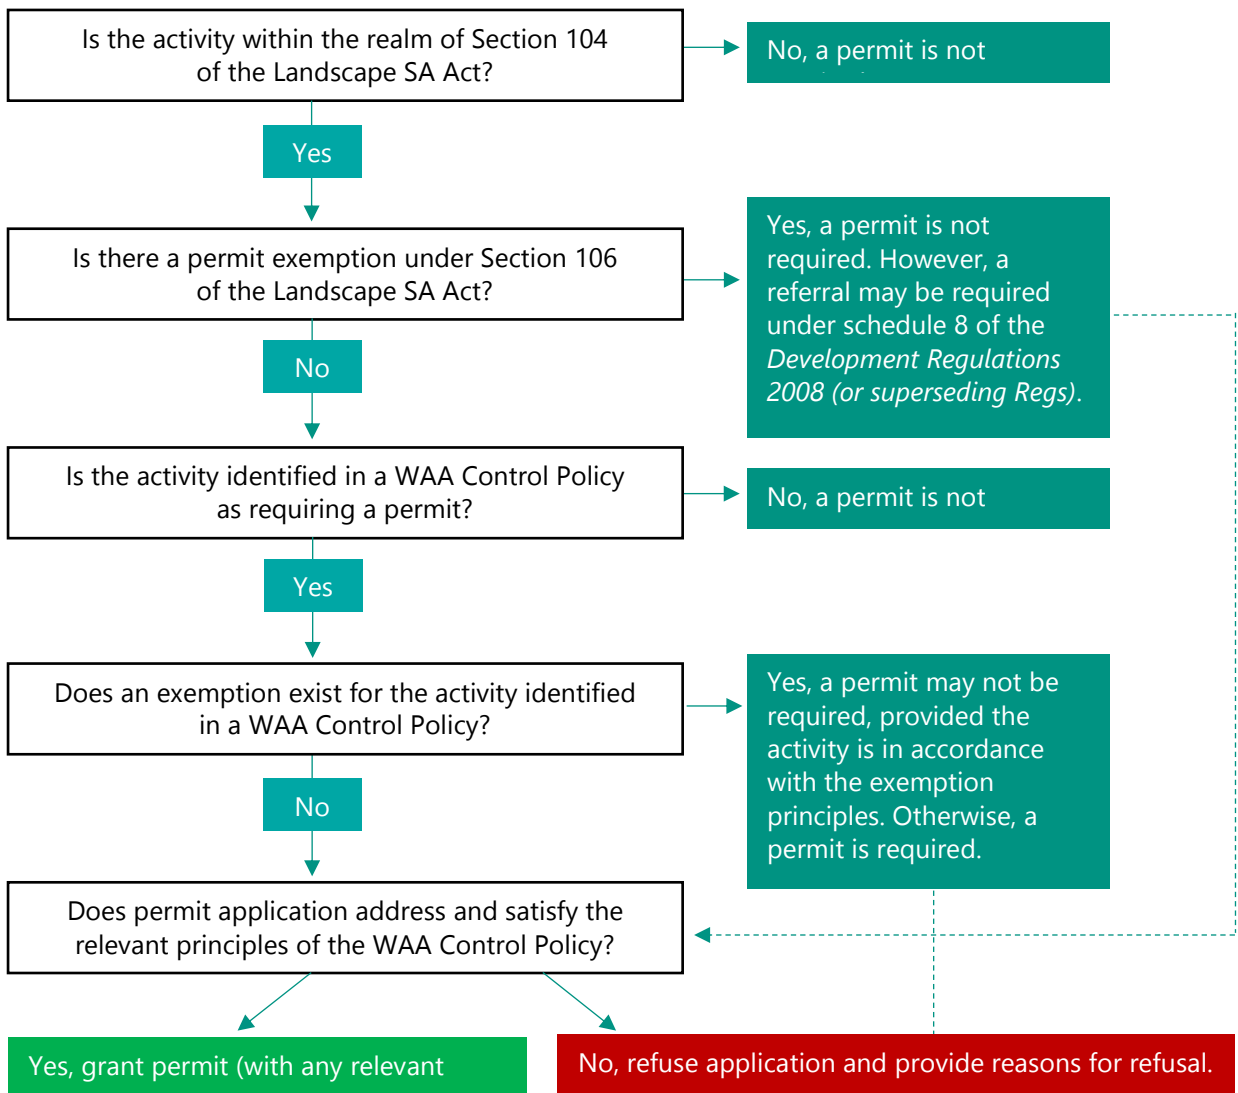 Is the activity within the realm of Section 104
of the Landscape SA Act?
No, a permit is not
Yes
Is there a permit exemption under Section 106
of the Landscape SA Act?
Yes, a permit is not
required. However, a
referral may be required
under schedule 8 of the
Development Regulations
2008 (or superseding Regs).
No
Is the activity identified in a WAA Control Policy
as requiring a permit?
No, a permit is not
Yes
Does an exemption exist for the activity identified
in a WAA Control Policy?
Yes, a permit may not be
required, provided the
activity is in accordance
with the exemption
principles. Otherwise, a
permit is required.
No
Does permit application address and satisfy the
relevant principles of the WAA Control Policy?
Yes, grant permit (with any relevant
No, refuse application and provide reasons for refusal.